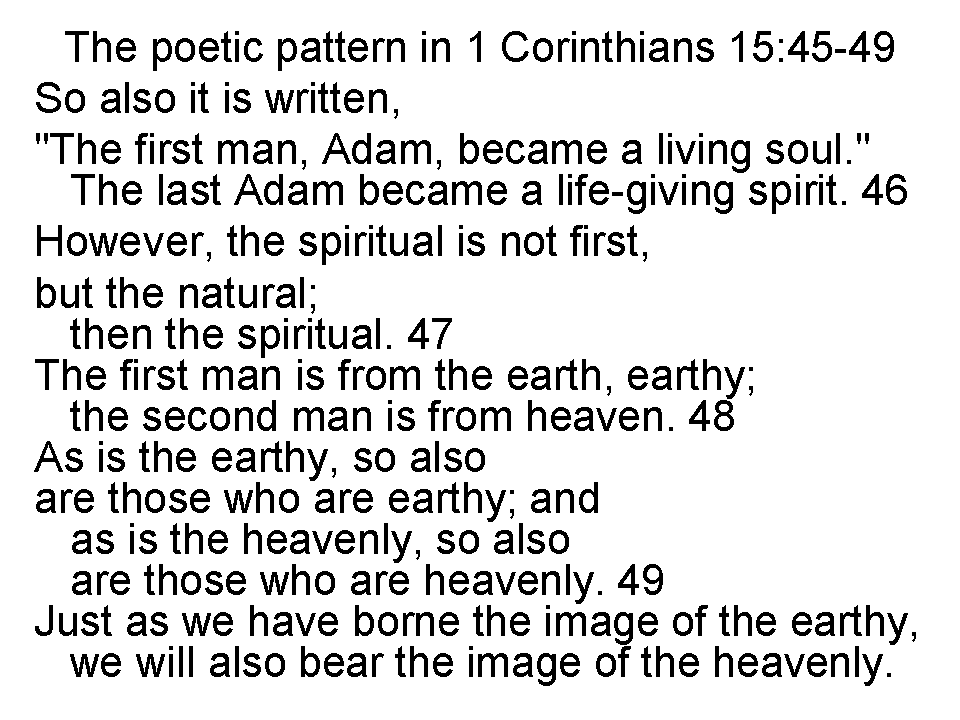 The poetic pattern in 1 Corinthians 15:45-49
So also it is written,
"The first man, Adam, became a living soul."
The last Adam became a life-giving spirit. 46
However, the spiritual is not first,
but the natural;
then the spiritual. 47
The first man is from the earth, earthy;
the second man is from heaven. 48
As is the earthy, so also
are those who are earthy; and
as is the heavenly, so also
are those who are heavenly. 49
Just as we have borne the image of the earthy,
we will also bear the image of the heavenly.